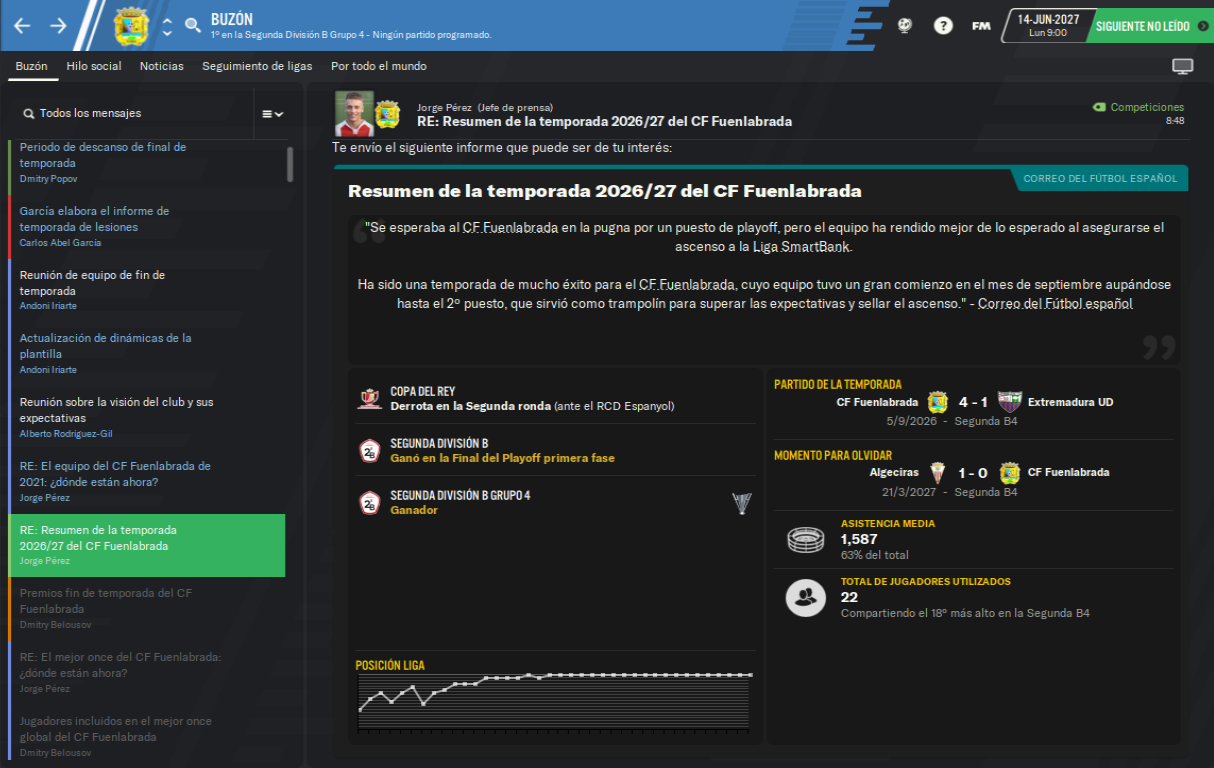 BUZÓN
1º en la Segunda División B Grupo 4 - Ningún partido programado.
?
FM
14-JUN-2027
Lun 9:00
SIGUIENTE NO LEÍDO
Buzón
Hilo social
Noticias
Seguimiento de ligas
Por todo el mundo
Todos los mensajes
Periodo de descanso de final de
temporada
Dmitry Popov
García elabora el informe de
temporada de lesiones
Carlos Abel García
Reunión de equipo de fin de
temporada
Andoni Iriarte
Actualización de dinámicas de la
plantilla
Andoni Iriarte
Reunión sobre la visión del club y sus
expectativas
Alberto Rodríguez-Gil
RE: El equipo del CF Fuenlabrada de
2021: ¿dónde están ahora?
Jorge Pérez
RE: Resumen de la temporada
2026/27 del CF Fuenlabrada
Jorge Pérez
Premios fin de temporada del CF
Fuenlabrada
Dmitry Belousov
RE: El mejor once del CF Fuenlabrada:
¿dónde están ahora?
Jorge Pérez
Jugadores incluidos en el mejor once
global del CF Fuenlabrada
Dmitry Belousov
Jorge Pérez (Jefe de prensa)
RE: Resumen de la temporada 2026/27 del CF Fuenlabrada
Competiciones
8:48
Te envío el siguiente informe que puede ser de tu interés:
CORREO DEL FÚTBOL ESPAÑOL
Resumen de la temporada 2026/27 del CF Fuenlabrada
"Se esperaba al CF Fuenlabrada en la pugna por un puesto de playoff, pero el equipo ha rendido mejor de lo esperado al asegurarse el
ascenso a la Liga SmartBank.
Ha sido una temporada de mucho éxito para el CF Fuenlabrada, cuyo equipo tuvo un gran comienzo en el mes de septiembre aupándose
hasta el 2º puesto, que sirvió como trampolín para superar las expectativas y sellar el ascenso." - Correo del Fútbol español
COPA DEL REY
Derrota en la Segunda ronda (ante el RCD Espanyol)
SEGUNDA DIVISIÓN B
Ganó en la Final del Playoff primera fase
SEGUNDA DIVISIÓN B GRUPO 4
Ganador
POSICIÓN LIGA
PARTIDO DE LA TEMPORADA
CF Fuenlabrada 4 - 1 Extremadura UD
5/9/2026 - Segunda B4
MOMENTO PARA OLVIDAR
Algeciras 1 - 0 CF Fuenlabrada
21/3/2027 - Segunda B4
ASISTENCIA MEDIA
1,587
63% del total
TOTAL DE JUGADORES UTILIZADOS
22
Compartiendo el 18º más alto en la Segunda B4